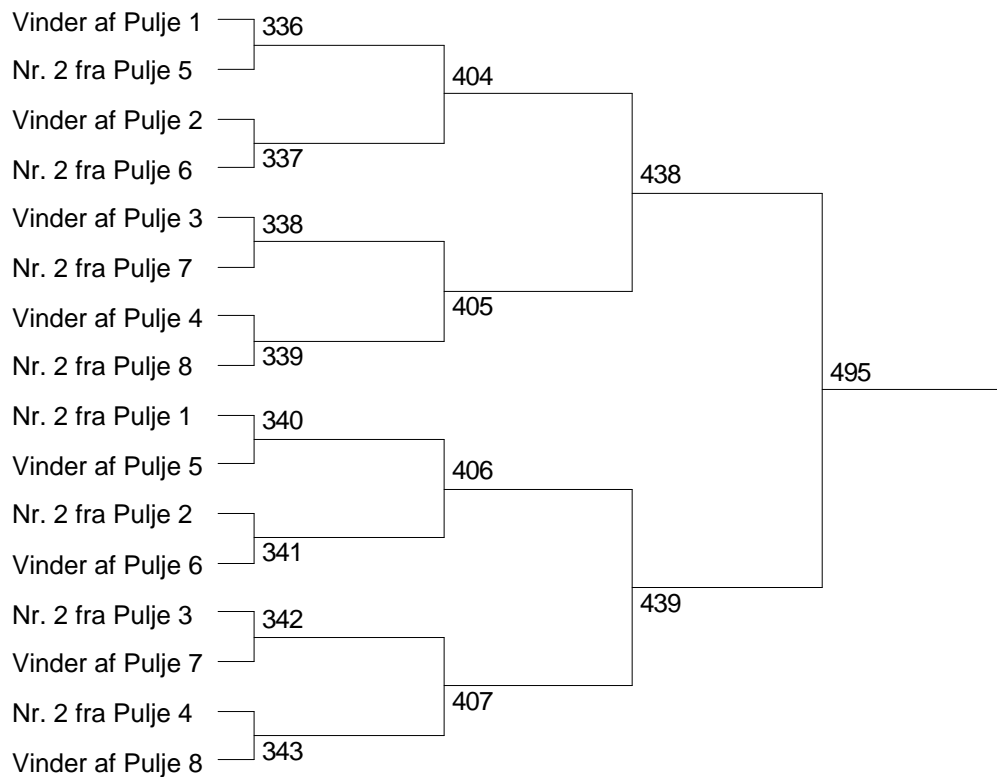 Vinder af Pulje 1
336
Nr. 2 fra Pulje 5
404
Vinder af Pulje 2
337
Nr. 2 fra Pulje 6
438
Vinder af Pulje 3
338
Nr. 2 fra Pulje 7
405
Vinder af Pulje 4
339
Nr. 2 fra Pulje 8
495
Nr. 2 fra Pulje 1
340
Vinder af Pulje 5
406
Nr. 2 fra Pulje 2
341
Vinder af Pulje 6
439
Nr. 2 fra Pulje 3
342
Vinder af Pulje 7
407
Nr. 2 fra Pulje 4
343
Vinder af Pulje 8